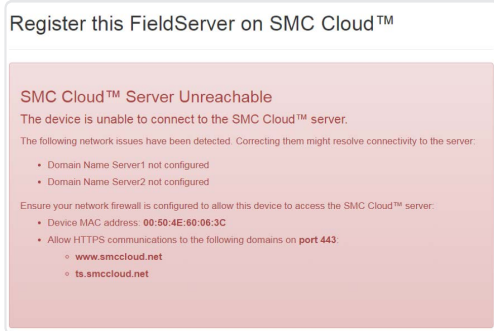 Register this FieldServer on SMC Cloud™
SMC Cloud™ Server Unreachable
The device is unable to connect to the SMC Cloud™ server.
The following network issues have been detected. Correcting them might resolve connectivity to the server:
• Domain Name Server1 not configured
• Domain Name Server2 not configured
Ensure your network firewall is configured to allow this device to access the SMC Cloud™ server:
• Device MAC address: 00:50:4E:60:06:3C
• Allow HTTPS communications to the following domains on port 443:
○ www.smccloud.net
○ ts.smccloud.net